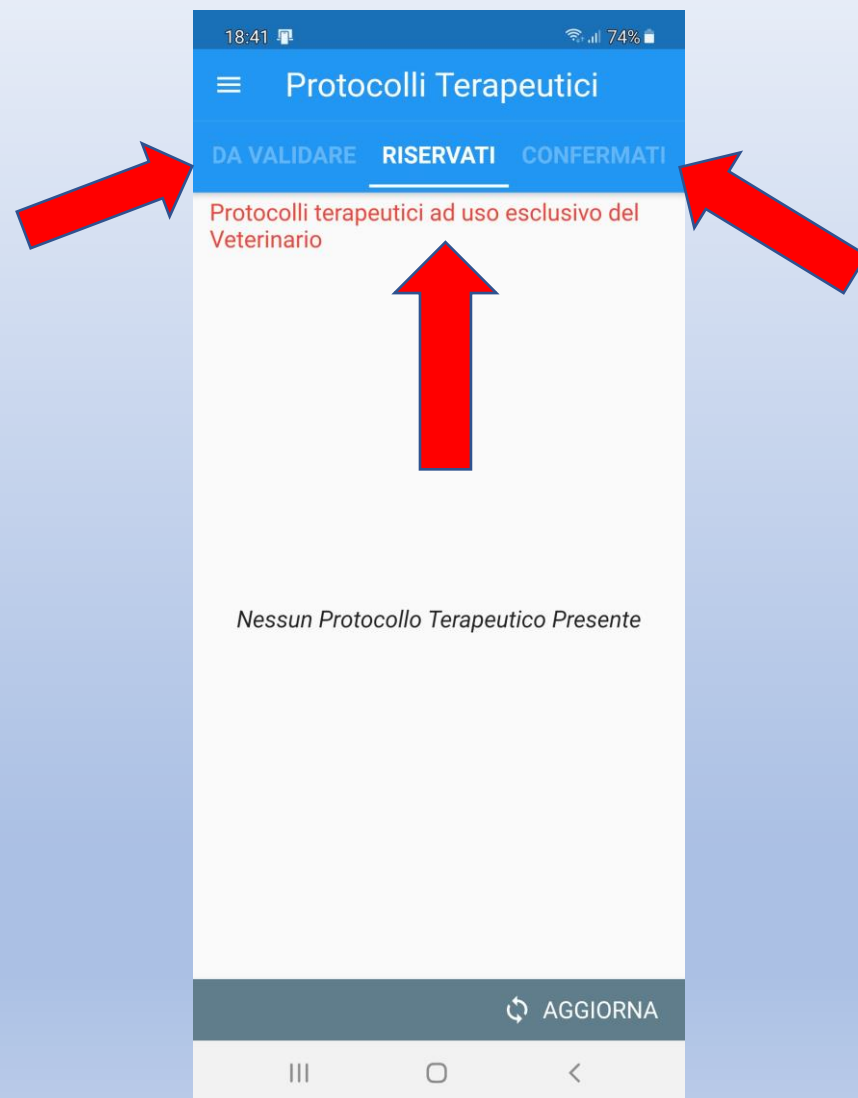 18:41 74%
Protocolli Terapeutici
DA VALIDARE RISERVATI CONFERMATI
Protocolli terapeutici ad uso esclusivo del
Veterinario
Nessun Protocollo Terapeutico Presente
AGGIORNA